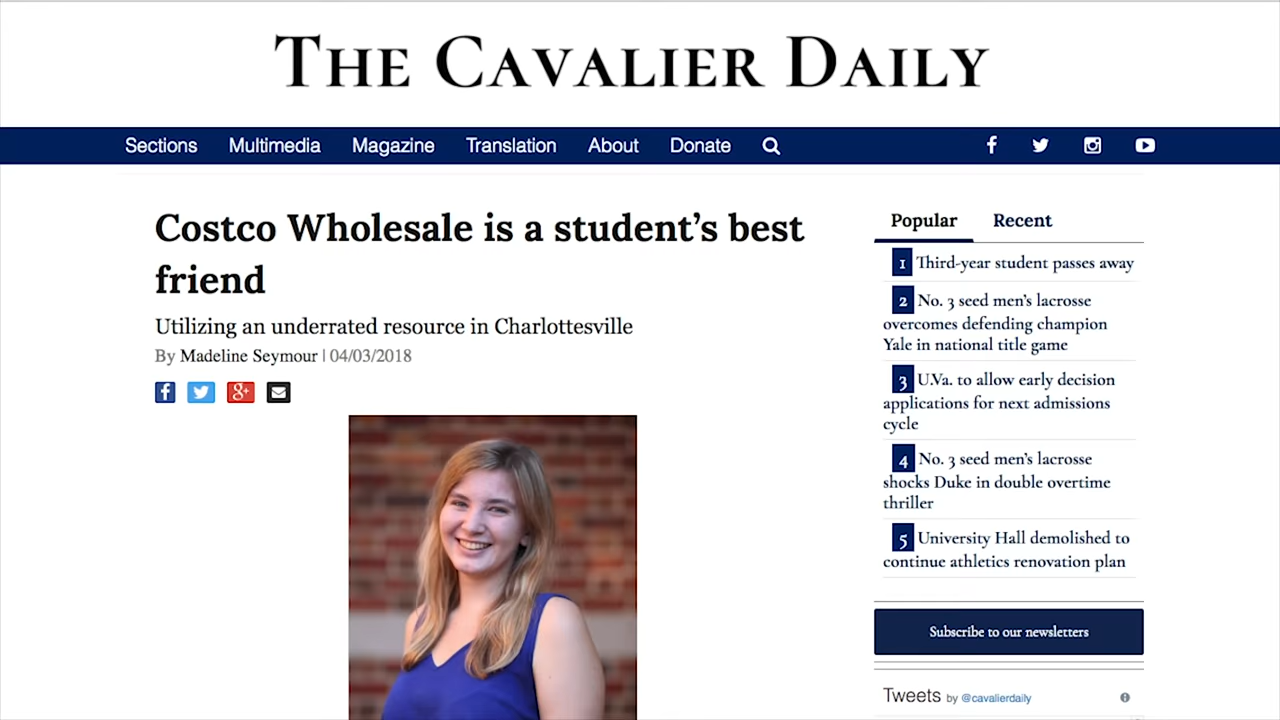 THE CAVALIER DAILY
Sections Multimedia Magazine Translation About Donate
Costco Wholesale is a student’s best
friend
Utilizing an underrated resource in Charlottesville
By Madeline Seymour | 04/03/2018
Popular Recent
1 Third-year student passes away
2 No. 3 seed men’s lacrosse
overcomes defending champion
Yale in national title game
3 U.Va. to allow early decision
applications for next admissions
cycle
4 No. 3 seed men’s lacrosse
shocks Duke in double overtime
thriller
5 University Hall demolished to
continue athletics renovation plan
Subscribe to our newsletters
Tweets by @cavalierdaily